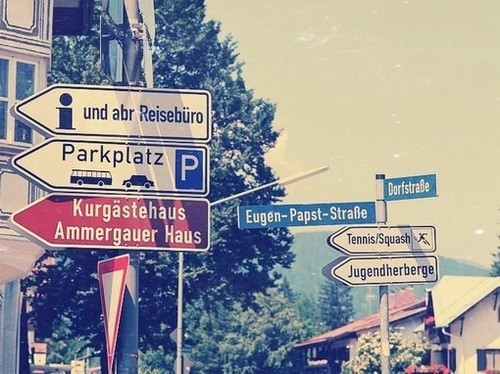 i und abr Reisebüro
Parkplatz
P
Kurgästehaus
Ammergauer Haus
Dorfstraße
Eugen-Papst-Straße
Tennis/Squash
Jugendherberge